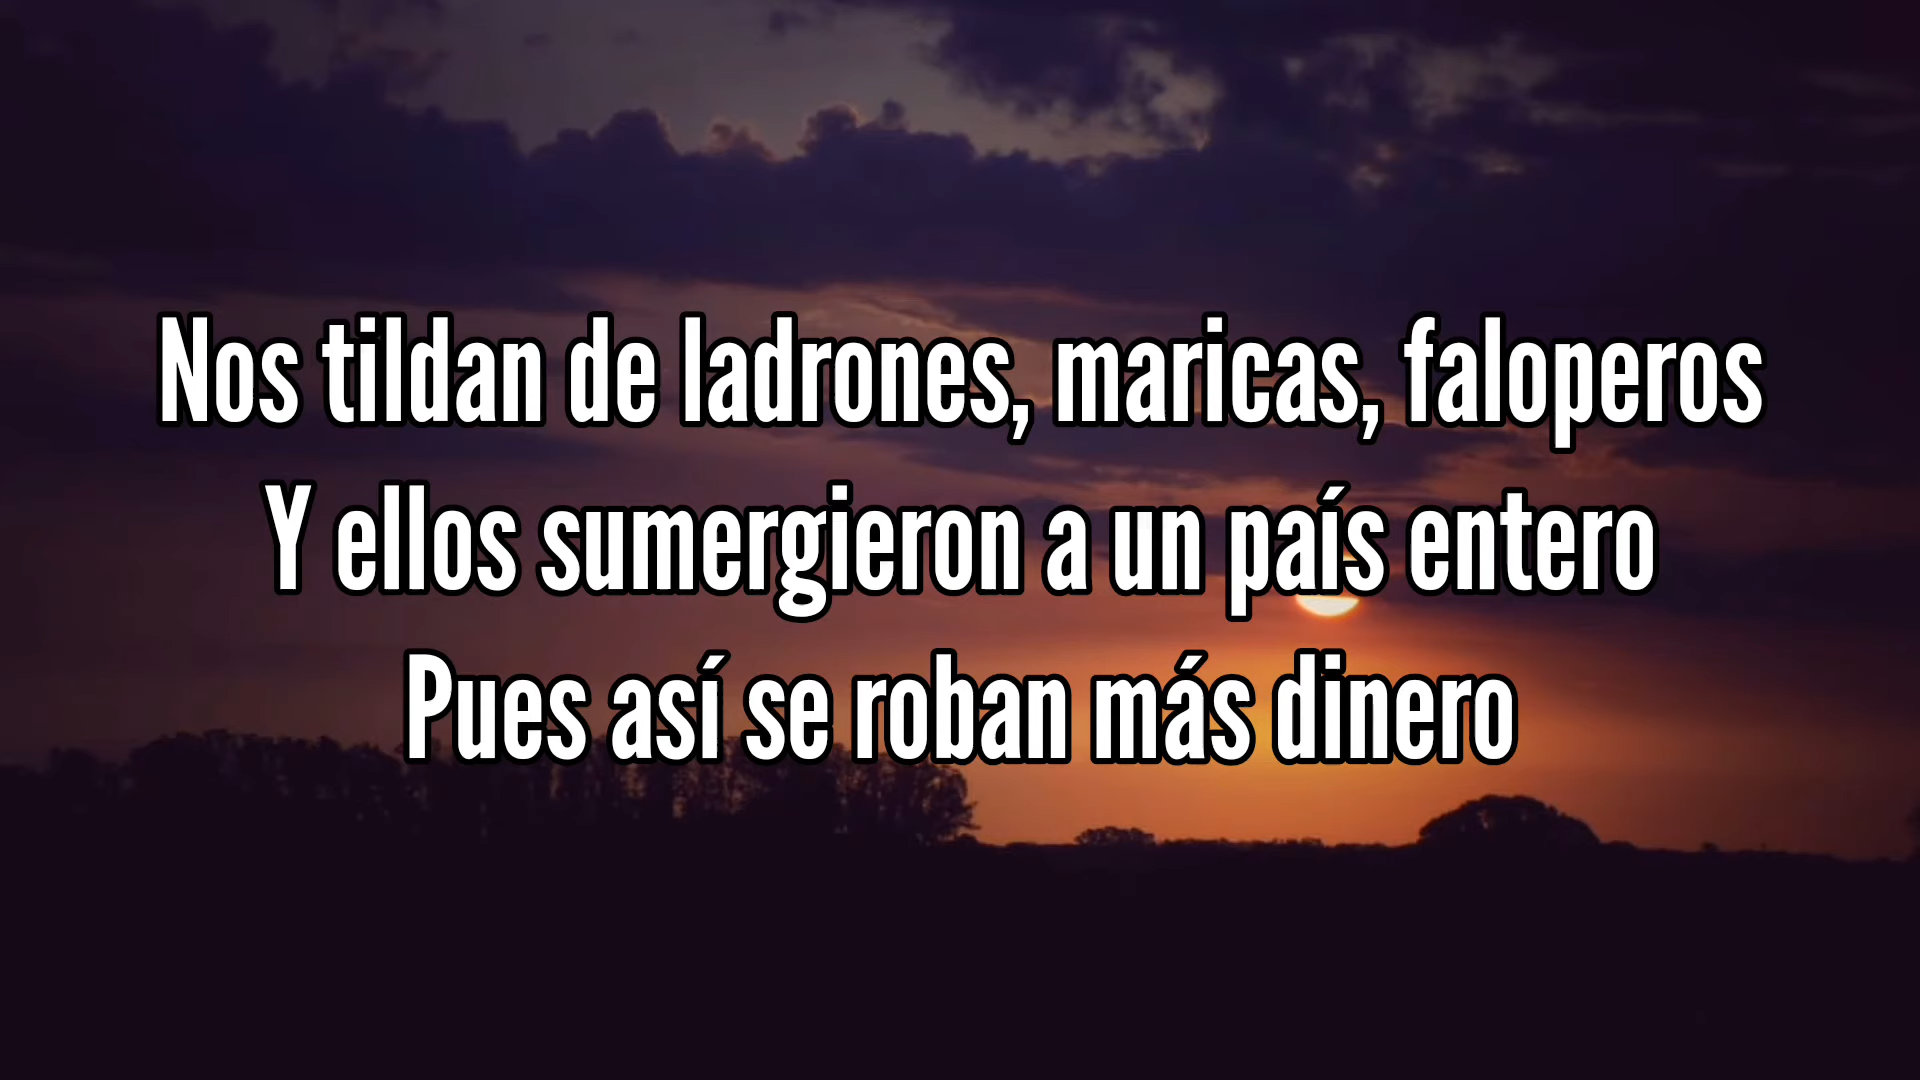 Nos tildan de ladrones, maricas, faloperos
Y ellos sumergieron a un país entero
Pues así se roban más dinero